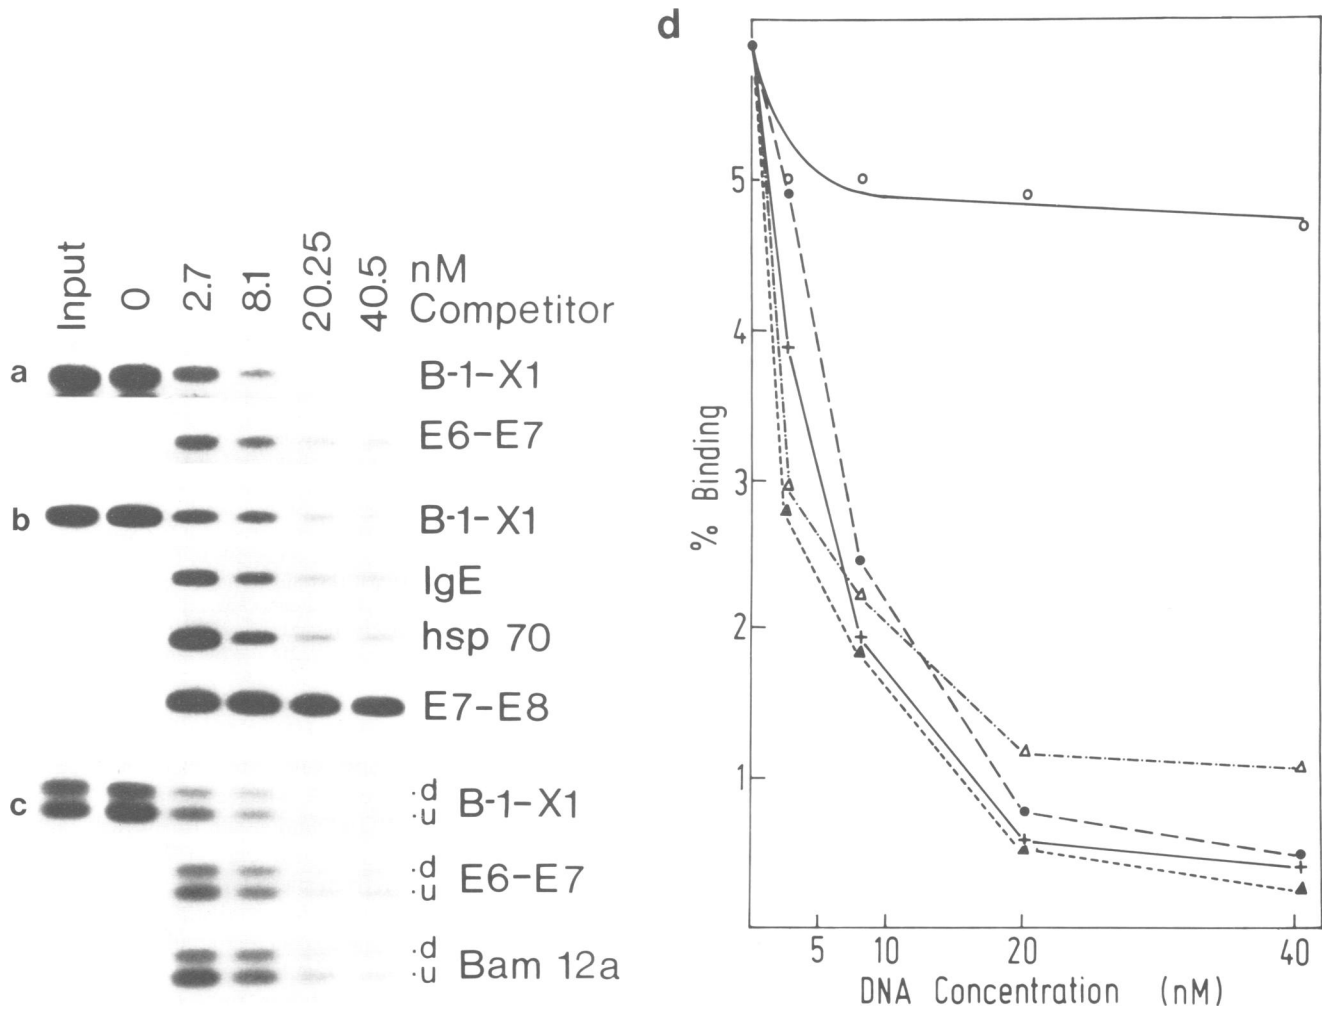 Input 0 2.7 8.1 20.25 40.5 nM
Competitor
a B-1-X1
E6-E7
b B-1-X1
IgE
hsp 70
E7-E8
c ·d ·u B-1-X1
·d ·u E6-E7
·d ·u Bam 12a
d
% Binding
5
4
3
2
1
5 10 20 40
DNA Concentration (nM)